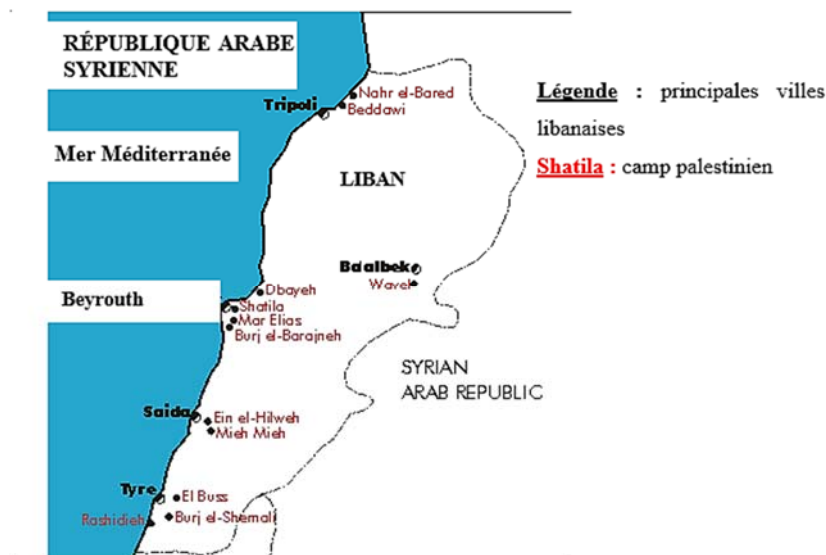 RÉPUBLIQUE ARABE
SYRIENNE
Nahr el-Bared
Tripoli
Beddawi
Légende : principales villes
libanaises
Shatila : camp palestinien
Mer Méditerranée
LIBAN
Baalbek
Wavel
Dbayeh
Beyrouth
Shatila
Mar Elias
Burj el-Barajneh
SYRIAN
ARAB REPUBLIC
Saida
Ein el-Hilweh
Mieh Mieh
Tyre
El Buss
Rashidieh
Burj el-Shemali